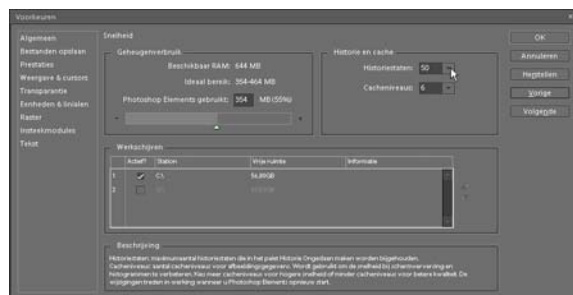 Voorkeuren
Algemeen
Bestanden opslaan
Prestaties
Weergave & cursors
Transparantie
Eenheden & linialen
Raster
Insteekmodules
Tekst
Snelheid
Geheugenverbruik
Beschikbaar RAM: 644 MB
Ideaal bereik: 354-464 MB
Photoshop Elements gebruikt: 354 MB (55%)
- +
Historie en cache
Historiestaten: 50
Cacheniveaus: 6
OK
Annuleren
Herstellen
Vorige
Volgende
Werkschijven
Actief? Station Vrije ruimte Informatie
1 C:\
2
Beschrijving
Historiestaten: maximumaantal historiestaten die in het palet Historie Ongedaan maken worden bijgehouden.
Cacheniveaus: aantal cacheniveaus voor afbeeldingsgegevens. Wordt gebruikt om de snelheid bij schermverversing en
histogrammen te verbeteren. Kies meer cacheniveaus voor hogere snelheid of minder cacheniveaus voor betere kwaliteit. De
wijzigingen treden in werking wanneer u Photoshop Elements opnieuw start.